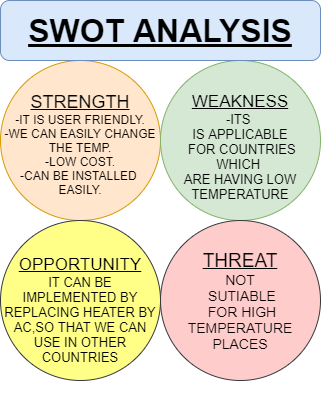 SWOT ANALYSIS
STRENGTH
-IT IS USER FRIENDLY.
-WE CAN EASILY CHANGE
THE TEMP.
-LOW COST.
-CAN BE INSTALLED
EASILY.
WEAKNESS
-ITS
IS APPLICABLE
FOR COUNTRIES
WHICH
ARE HAVING LOW
TEMPERATURE
OPPORTUNITY
IT CAN BE
IMPLEMENTED BY
REPLACING HEATER BY
AC,SO THAT WE CAN
USE IN OTHER
COUNTRIES
THREAT
NOT
SUTIABLE
FOR HIGH
TEMPERATURE
PLACES